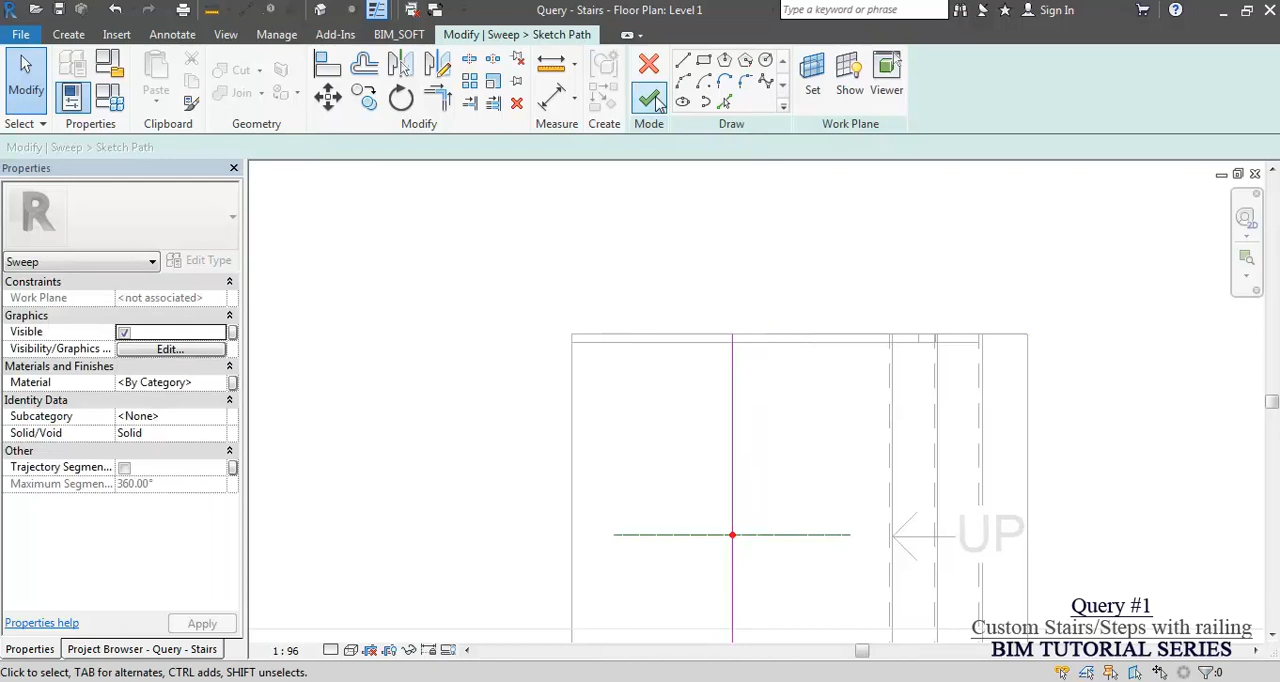 Query - Stairs - Floor Plan: Level 1
Type a keyword or phrase
Sign In
File
Create
Insert
Annotate
View
Manage
Add-Ins
BIM_SOFT
Modify | Sweep > Sketch Path
Modify
Paste
Cut
Join
Set
Show
Viewer
Select
Properties
Clipboard
Geometry
Modify
Measure
Create
Mode
Draw
Work Plane
Modify | Sweep > Sketch Path
Properties
R
Sweep
Edit Type
Constraints
Work Plane
<not associated>
Graphics
Visible
Visibility/Graphics ...
Edit...
Materials and Finishes
Material
<By Category>
Identity Data
Subcategory
<None>
Solid/Void
Solid
Other
Trajectory Segmen...
Maximum Segmen...
360.00°
2D
UP
Properties help
Apply
Query #1
Custom Stairs/Steps with railing
BIM TUTORIAL SERIES
Properties
Project Browser - Query - Stairs
1 : 96
Click to select, TAB for alternates, CTRL adds, SHIFT unselects.
:0